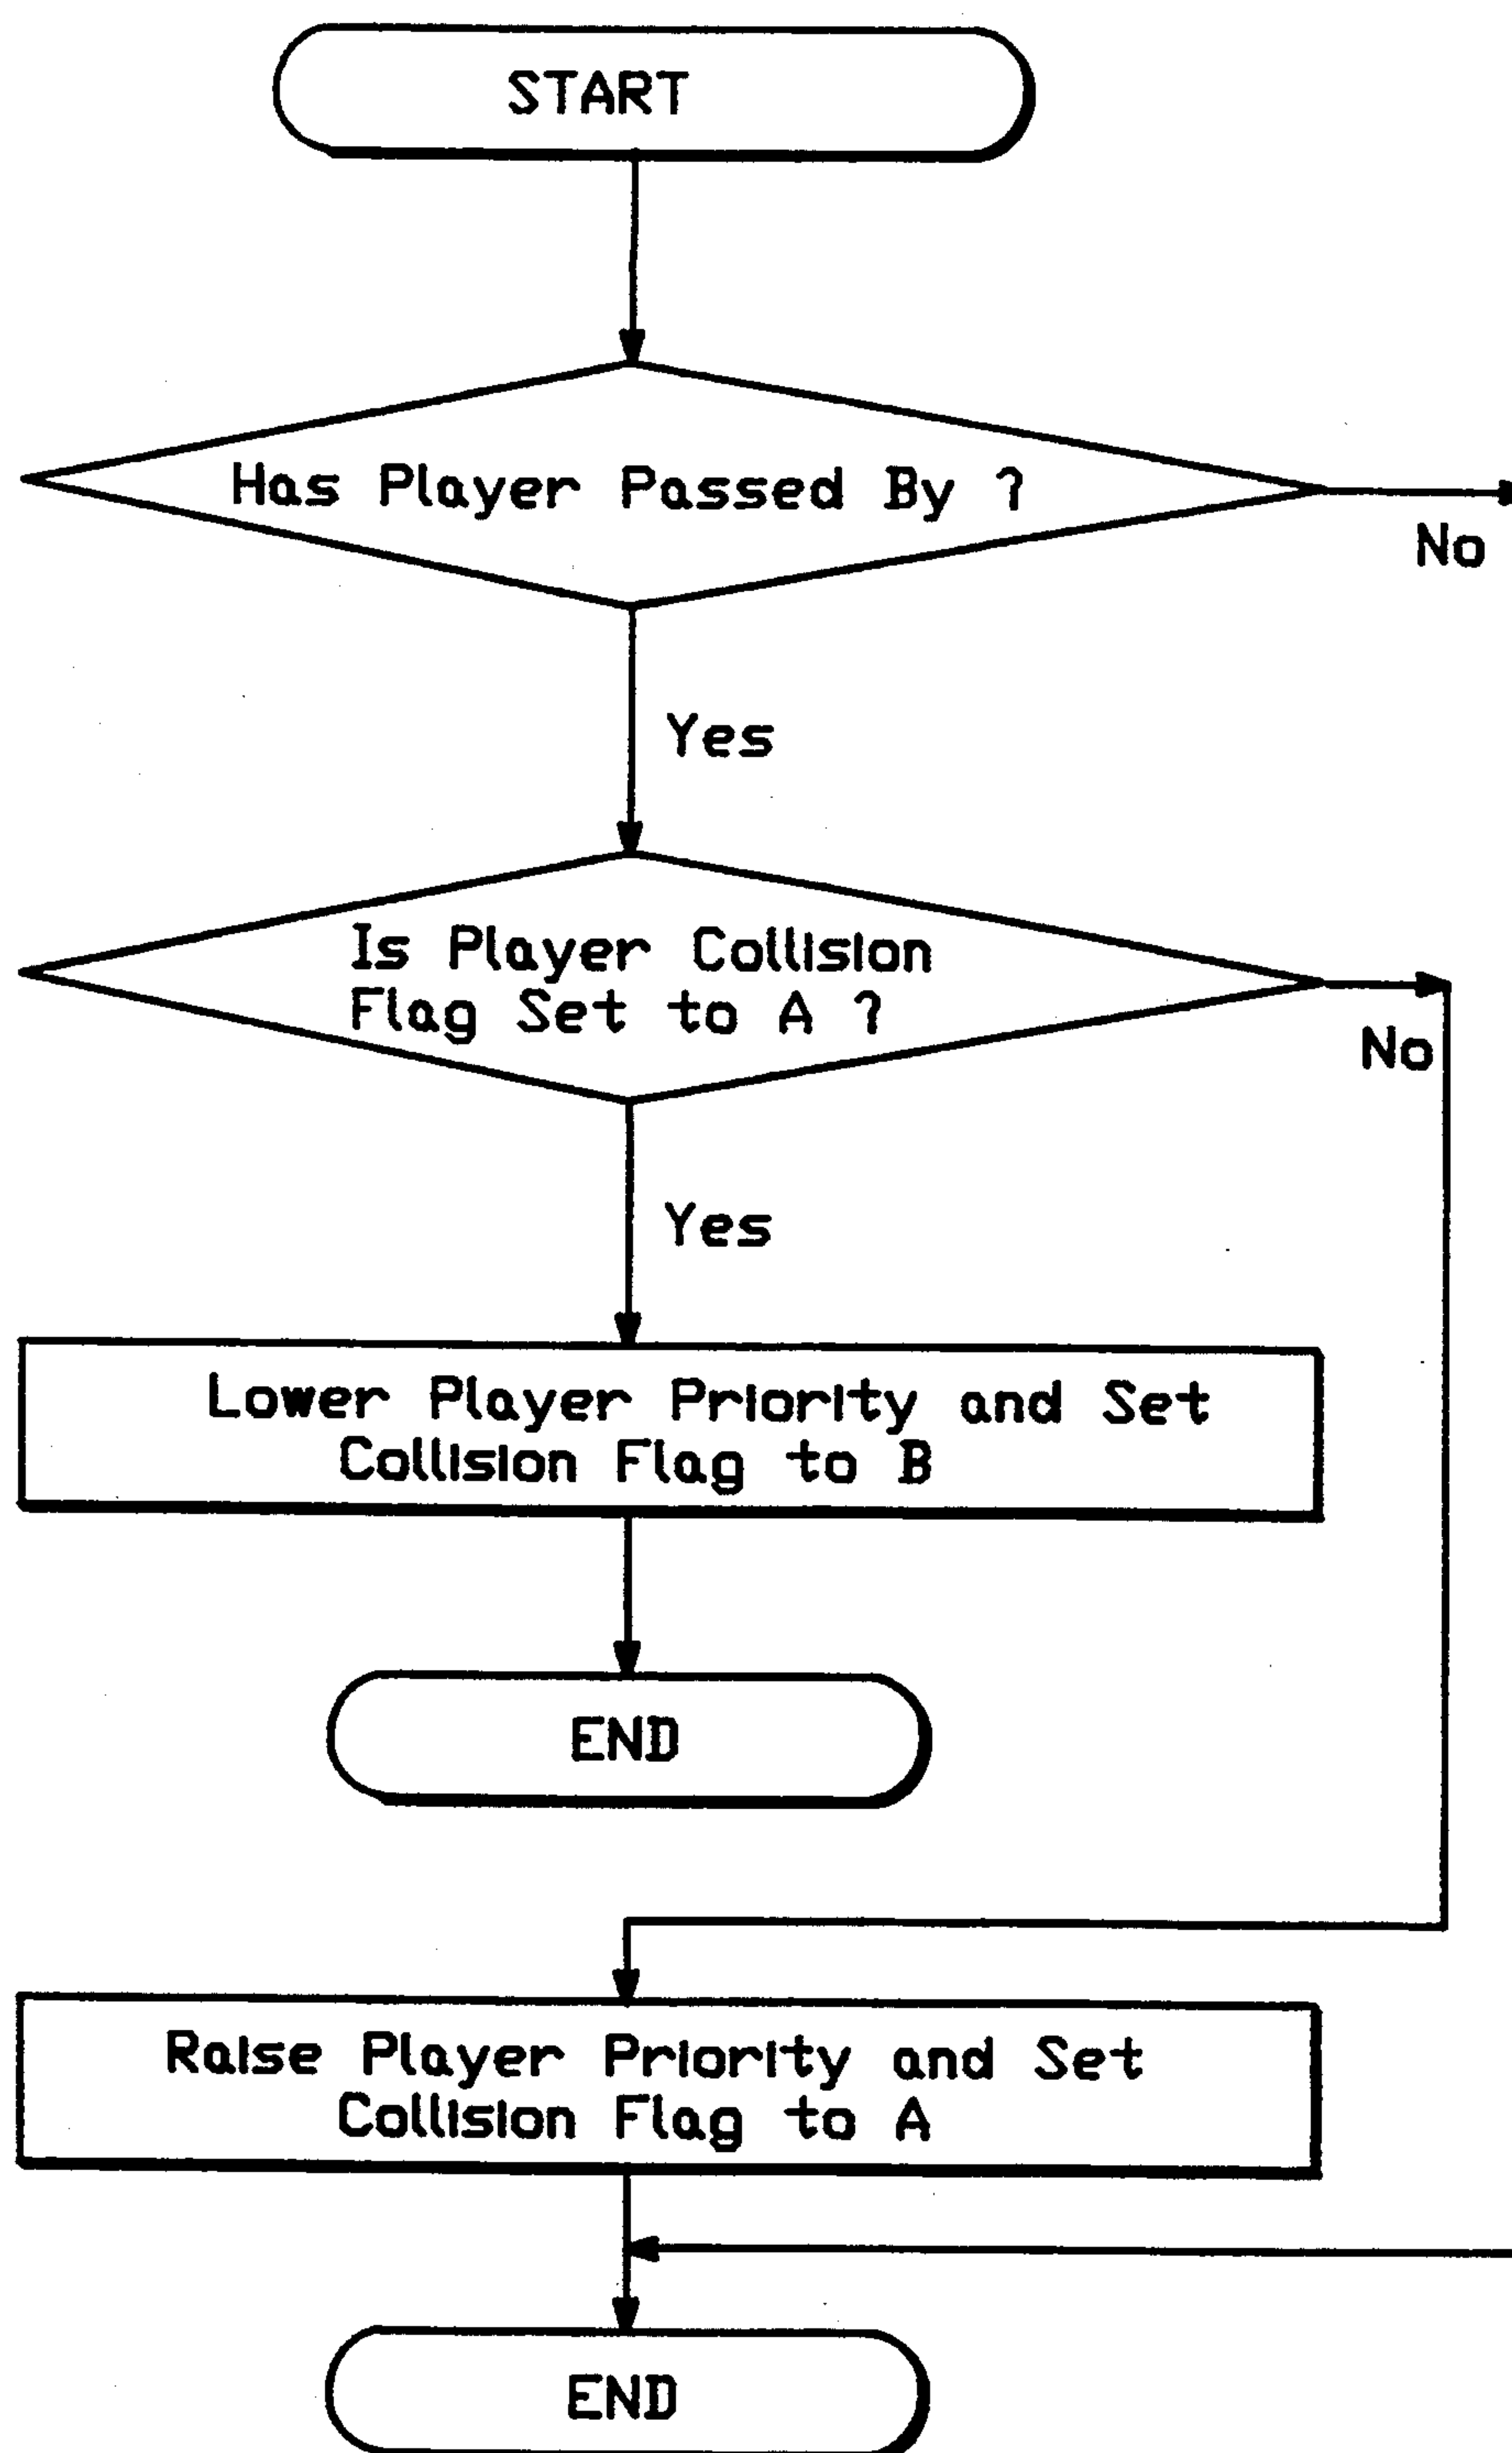 START
Has Player Passed By ?
No
Yes
Is Player Collision
Flag Set to A ?
No
Yes
Lower Player Priority and Set
Collision Flag to B
END
Raise Player Priority and Set
Collision Flag to A
END